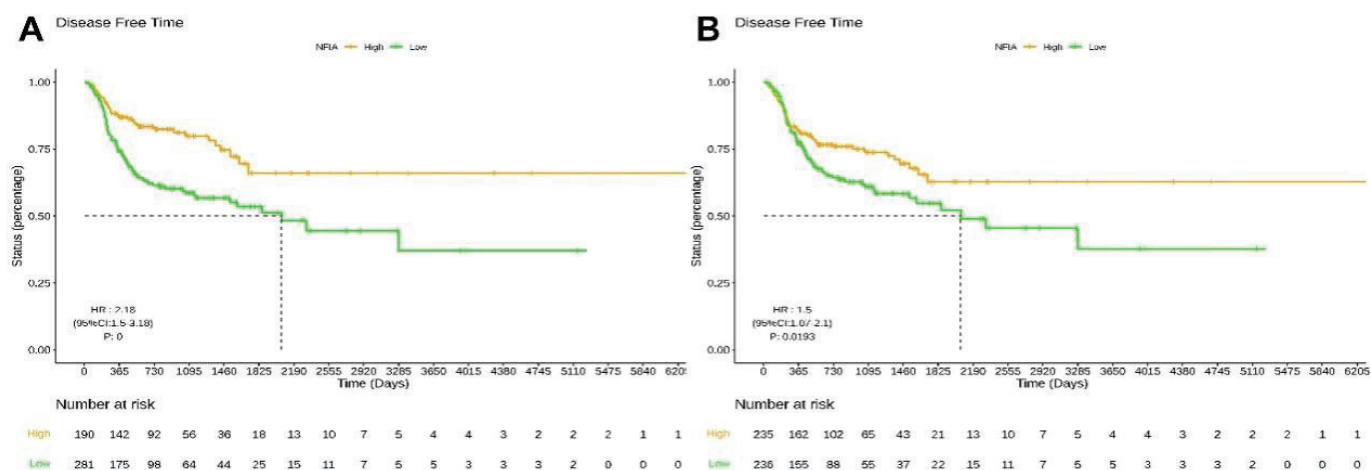 A
Disease Free Time
NFIA High Low
Status (percentage)
1.00
0.75
0.50
0.25
0.00
HR : 2.18
(95%CI:1.5-3.18)
P: 0
0 365 730 1095 1460 1825 2190 2555 2920 3285 3650 4015 4380 4745 5110 5475 5840 6205
Time (Days)
Number at risk
High 190 142 92 56 36 18 13 10 7 5 4 4 3 2 2 2 1 1
Low 281 175 98 64 44 25 15 11 7 5 5 3 3 3 2 0 0 0
B
Disease Free Time
NFIA High Low
Status (percentage)
1.00
0.75
0.50
0.25
0.00
HR : 1.5
(95%CI:1.07-2.1)
P: 0.0193
0 365 730 1095 1460 1825 2190 2555 2920 3285 3650 4015 4380 4745 5110 5475 5840 6205
Time (Days)
Number at risk
High 235 162 102 65 43 21 13 10 7 5 4 4 3 2 2 2 1 1
Low 236 155 88 55 37 22 15 11 7 5 5 3 3 3 2 0 0 0